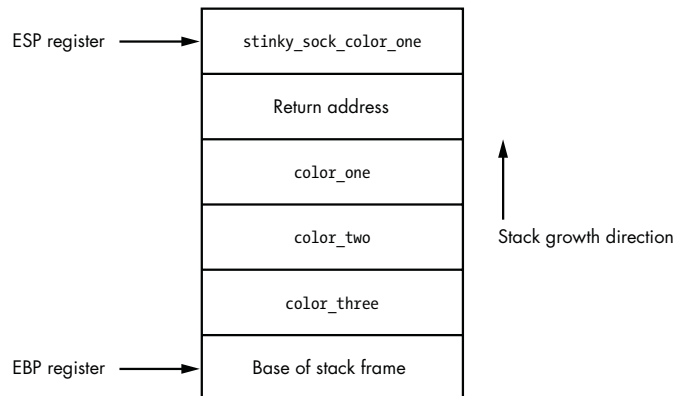 ESP register
stinky_sock_color_one
Return address
color_one
color_two
Stack growth direction
color_three
EBP register
Base of stack frame